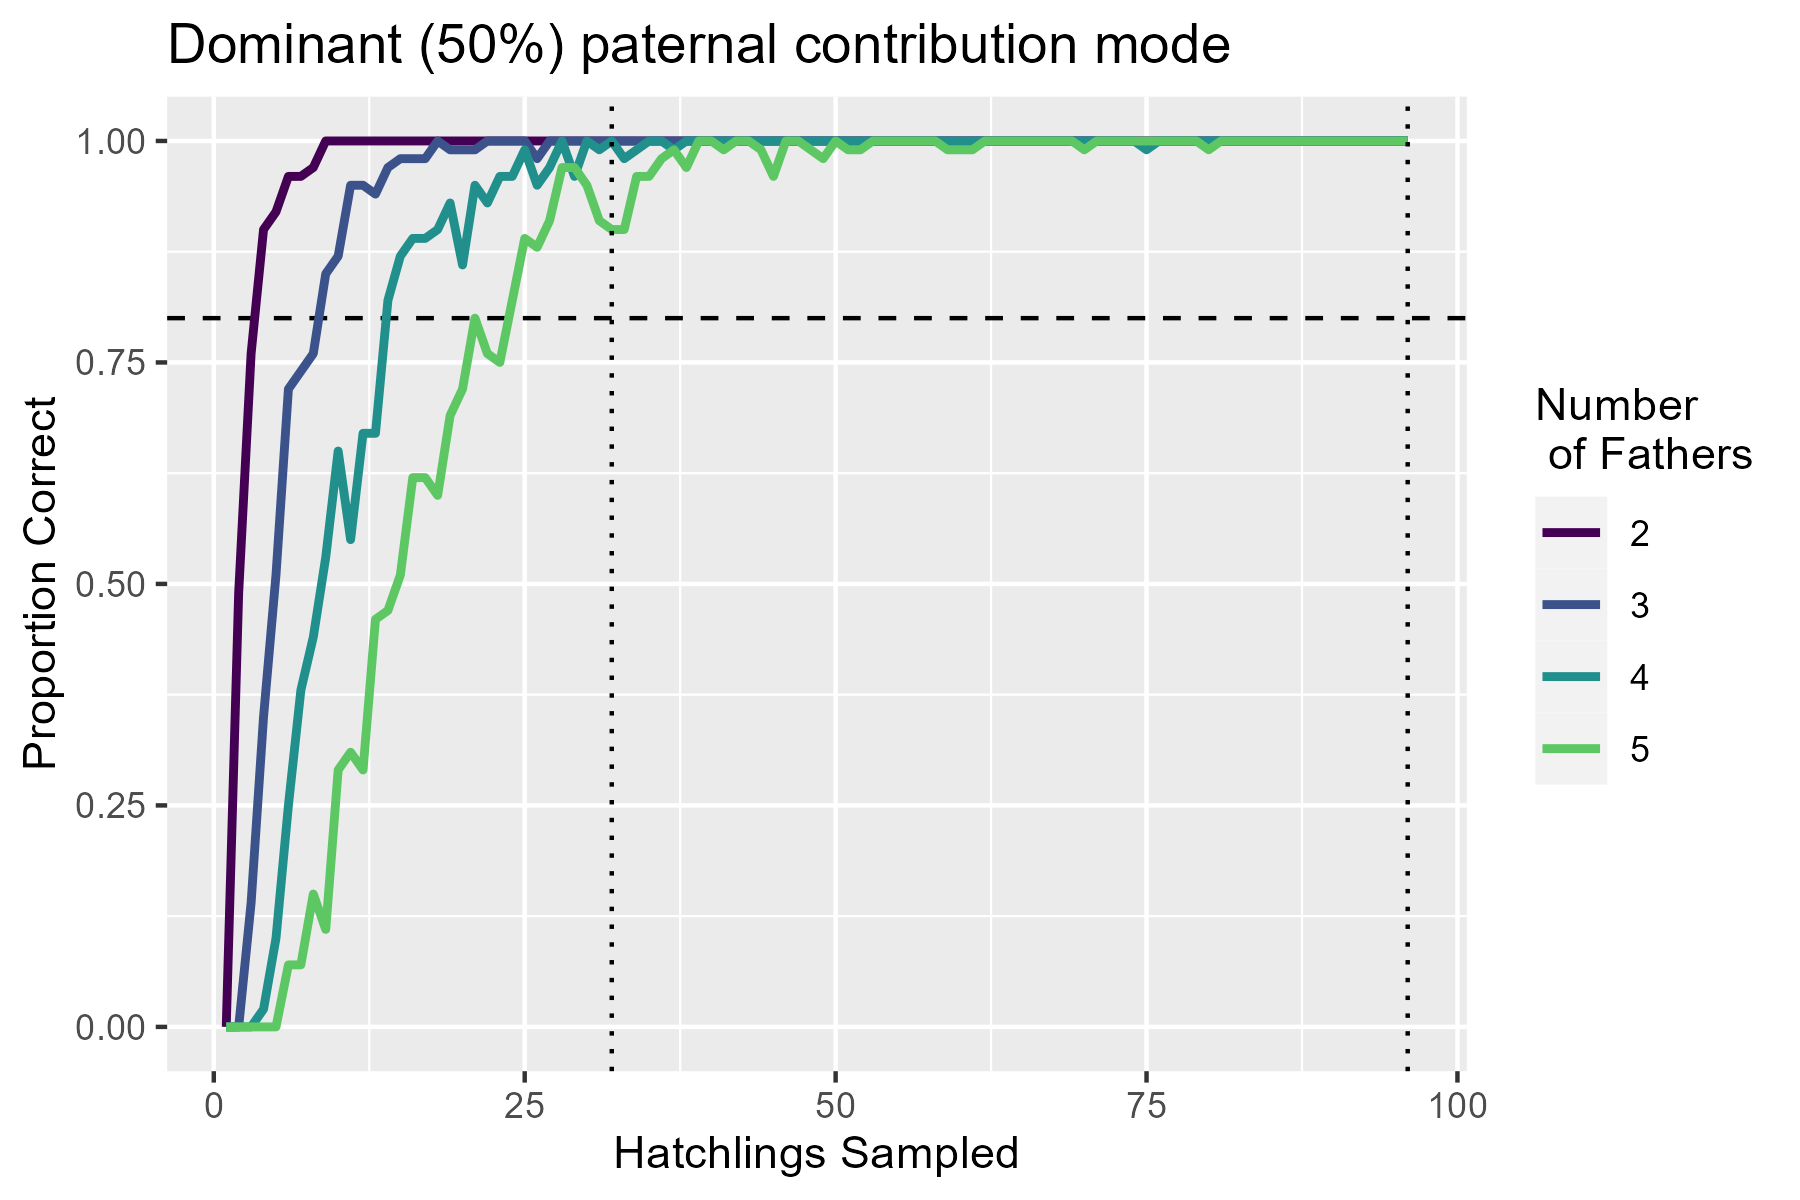 Dominant (50%) paternal contribution mode
1.00
0.75
0.50
0.25
0.00
Proportion Correct
0
25
50
75
100
Hatchlings Sampled
Number
of Fathers
2
3
4
5